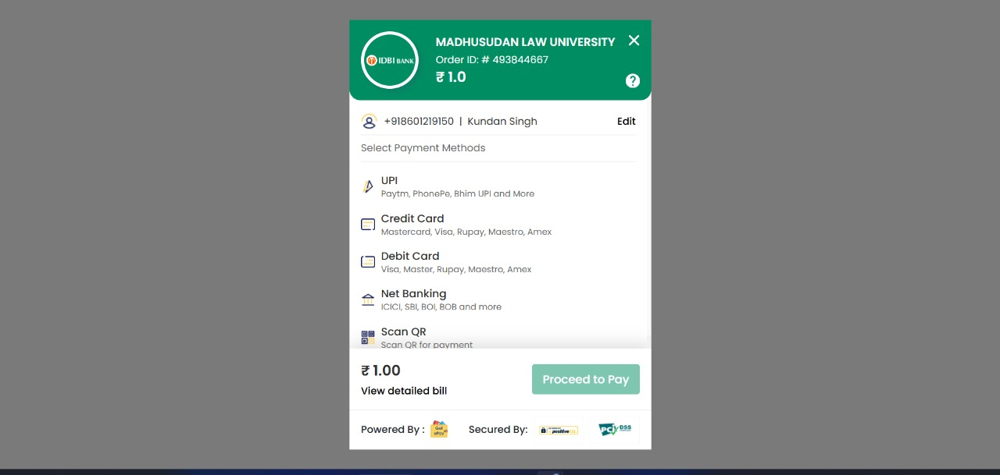 IDBI BANK
MADHUSUDAN LAW UNIVERSITY
Order ID: # 493844667
₹ 1.0
?
+918601219150 | Kundan Singh
Edit
Select Payment Methods
UPI
Paytm, PhonePe, Bhim UPI and More
Credit Card
Mastercard, Visa, Rupay, Maestro, Amex
Debit Card
Visa, Master, Rupay, Maestro, Amex
Net Banking
ICICI, SBI, BOI, BOB and more
Scan QR
Scan QR for payment
₹ 1.00
View detailed bill
Proceed to Pay
Powered By :
Get ePay
Secured By:
positive
PCI DSS